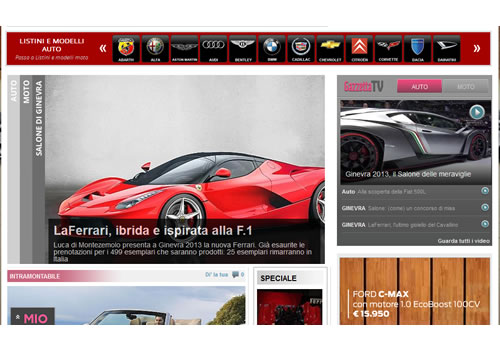 LISTINI E MODELLI
AUTO
Passa a Listini e modelli moto
«
ABARTH
ALFA
ASTON MARTIN
AUDI
BENTLEY
BMW
CADILLAC
CHEVROLET
CITROËN
CORVETTE
DACIA
DAIHATSU
»
AUTO
MOTO
SALONE DI GINEVRA
LaFerrari, ibrida e ispirata alla F.1
Luca di Montezemolo presenta a Ginevra 2013 la nuova Ferrari. Già esaurite le
prenotazioni per i 499 esemplari che saranno prodotti: 25 esemplari rimarranno in
Italia
GazzettaTV
AUTO
MOTO
Ginevra 2013, il Salone delle meraviglie
Auto Alla scoperta della Fiat 500L
GINEVRA Salone (come) un concorso di miss
GINEVRA LaFerrari, l'ultimo gioiello del Cavallino
Guarda tutti i video
INTRAMONTABILE
Di' la tua 0
MIO
SPECIALE
FORD C-MAX
con motore 1.0 EcoBoost 100CV
€ 15.950